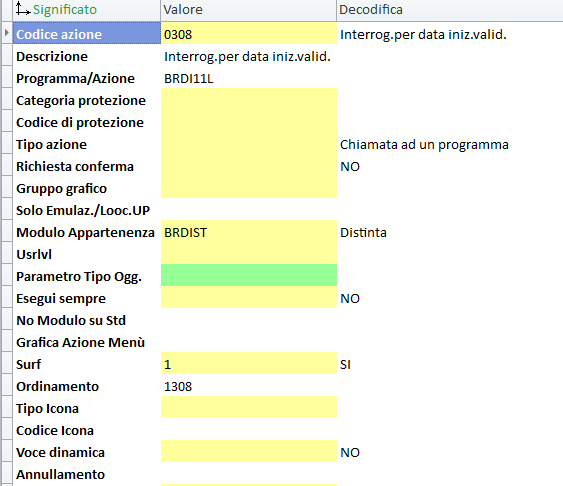 Significato Valore Decodifica
Codice azione 0308 Interrog.per data iniz.valid.
Descrizione Interrog.per data iniz.valid.
Programma/Azione BRDI11L
Categoria protezione
Codice di protezione
Tipo azione Chiamata ad un programma
Richiesta conferma NO
Gruppo grafico
Solo Emulaz./Looc.UP
Modulo Appartenenza BRDIST Distinta
Usrlvl
Parametro Tipo Ogg.
Esegui sempre NO
No Modulo su Std
Grafica Azione Menù
Surf 1 SI
Ordinamento 1308
Tipo Icona
Codice Icona
Voce dinamica NO
Annullamento